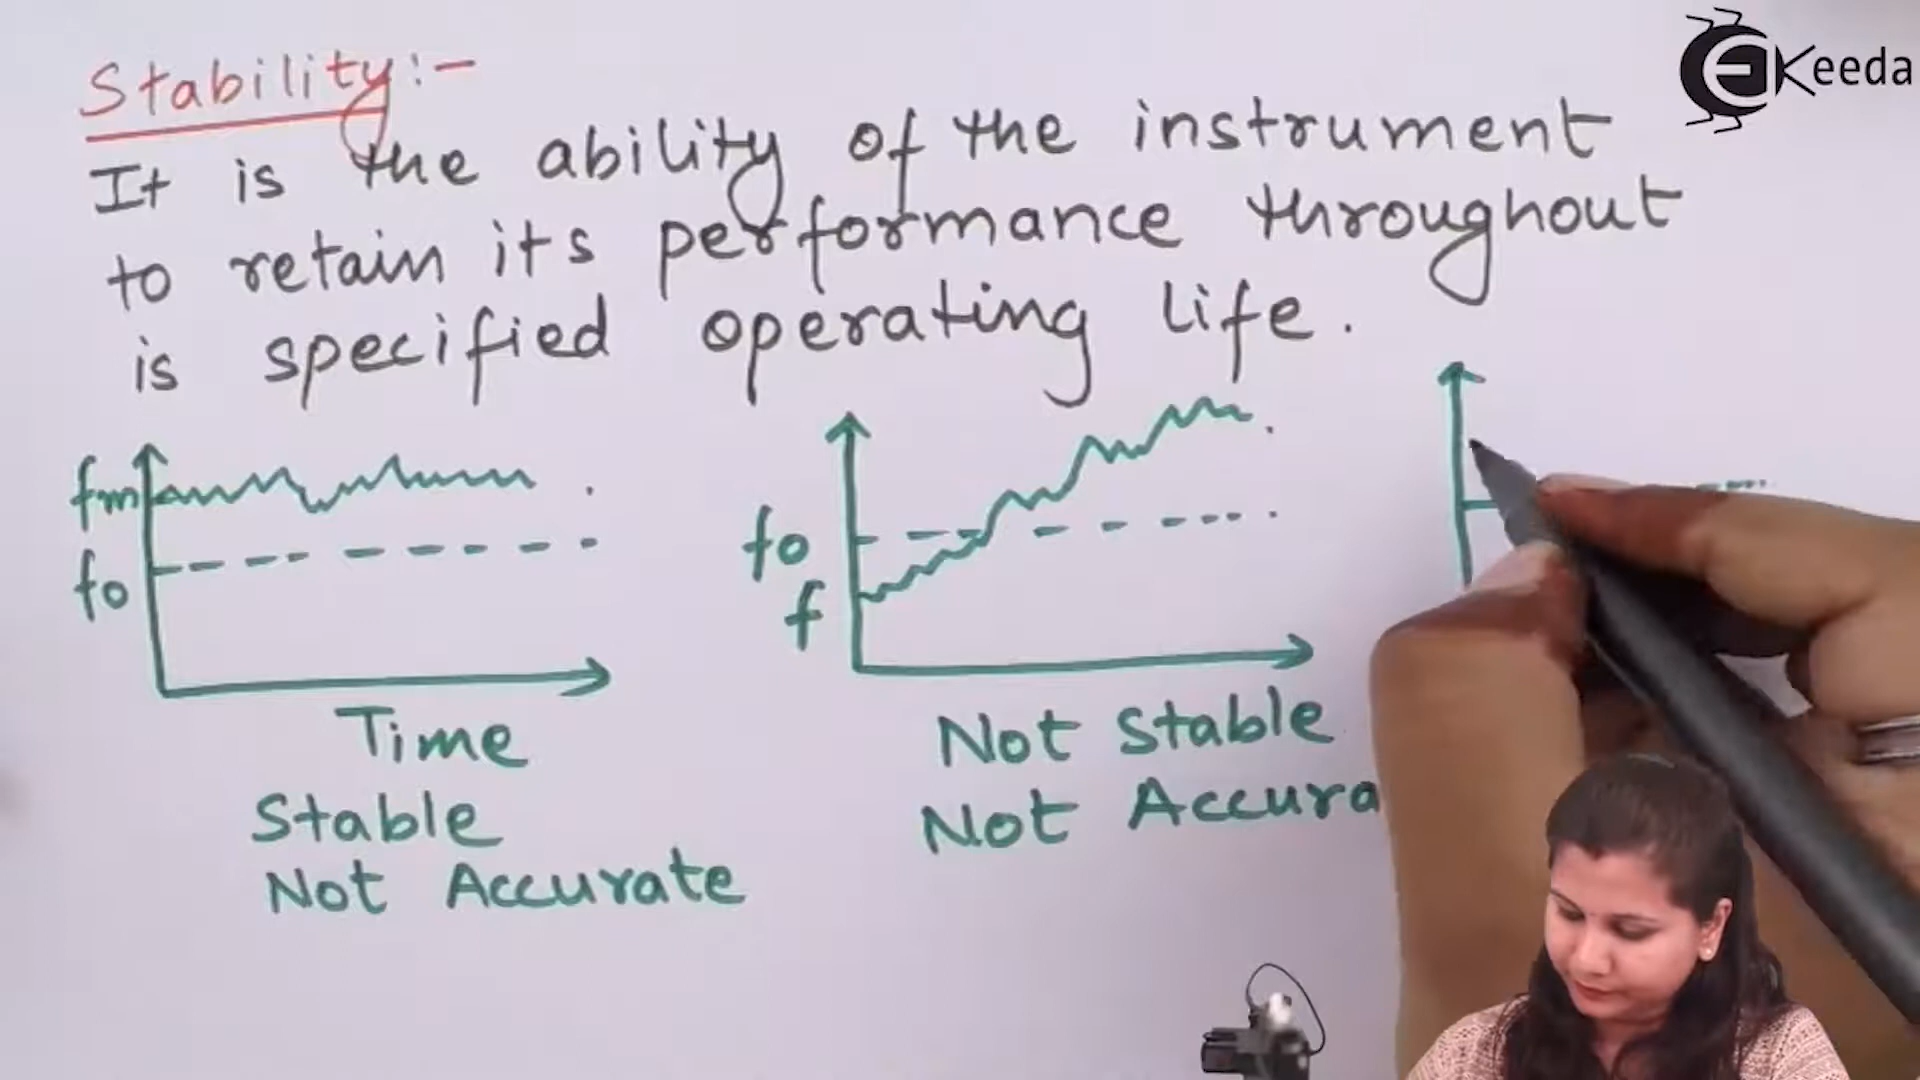 Stability:-
It is the ability of the instrument
to retain its performance throughout
is specified operating life.
fm
fo
Time
Stable
Not Accurate
fo
f
Not Stable
Not Accura
EKeeda